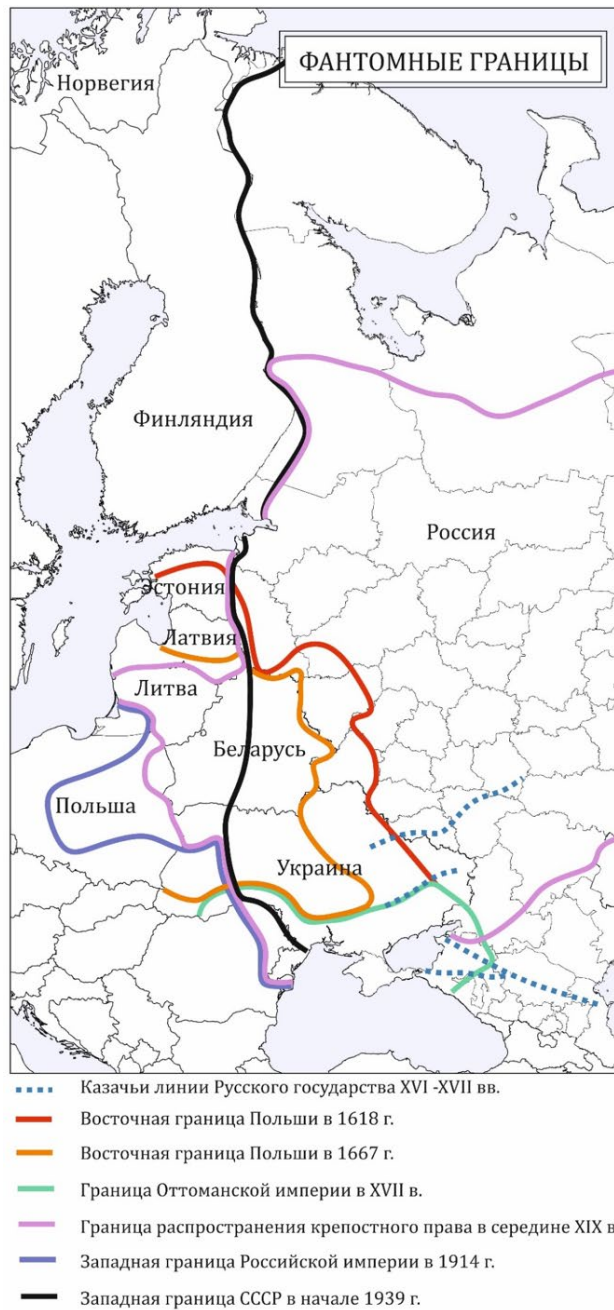 ФАНТОМНЫЕ ГРАНИЦЫ
Норвегия
Финляндия
Россия
Эстония
Латвия
Литва
Беларусь
Польша
Украина
Казачьи линии Русского государства XVI -XVII вв.
Восточная граница Польши в 1618 г.
Восточная граница Польши в 1667 г.
Граница Оттоманской империи в XVII в.
Граница распространения крепостного права в середине XIX в
Западная граница Российской империи в 1914 г.
Западная граница СССР в начале 1939 г.